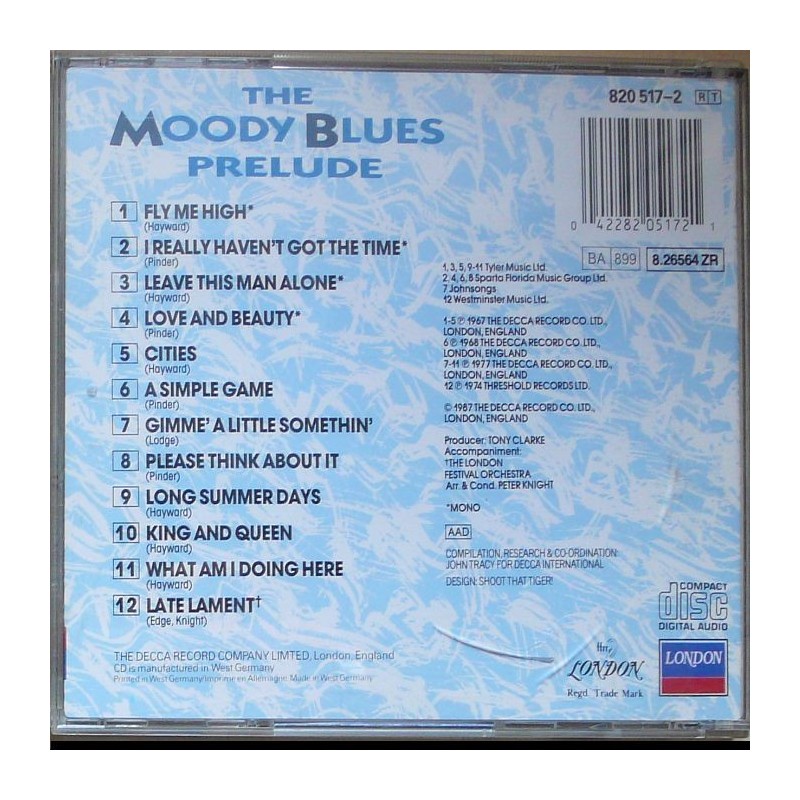 THE
MOODY BLUES
PRELUDE
820 517-2 RT
0 42282 05172 1
BA 899 8.26564 ZR
1 FLY ME HIGH*
(Hayward)
2 I REALLY HAVEN'T GOT THE TIME*
(Pinder)
3 LEAVE THIS MAN ALONE*
(Hayward)
4 LOVE AND BEAUTY*
(Pinder)
5 CITIES
(Hayward)
6 A SIMPLE GAME
(Pinder)
7 GIMME' A LITTLE SOMETHIN'
(Lodge)
8 PLEASE THINK ABOUT IT
(Pinder)
9 LONG SUMMER DAYS
(Hayward)
10 KING AND QUEEN
(Hayward)
11 WHAT AM I DOING HERE
(Hayward)
12 LATE LAMENT†
(Edge, Knight)
1, 3, 5, 9-11 Tyler Music Ltd.
2, 4, 6, 8 Sparta Florida Music Group Ltd.
7 Johnsongs
12 Westminster Music Ltd.
1-5 ℗ 1967 THE DECCA RECORD CO. LTD.,
LONDON, ENGLAND
6 ℗ 1968 THE DECCA RECORD CO. LTD.,
LONDON, ENGLAND
7-11 ℗ 1977 THE DECCA RECORD CO. LTD.,
LONDON, ENGLAND
12 ℗ 1974 THRESHOLD RECORDS LTD.
© 1987 THE DECCA RECORD CO. LTD.,
LONDON, ENGLAND
Producer: TONY CLARKE
Accompaniment:
†THE LONDON
FESTIVAL ORCHESTRA
Arr. & Cond. PETER KNIGHT
*MONO
AAD
COMPILATION, RESEARCH & CO-ORDINATION:
JOHN TRACY FOR DECCA INTERNATIONAL
DESIGN: SHOOT THAT TIGER!
THE DECCA RECORD COMPANY LIMTED, London, England
CD is manufactured in West Germany
Printed in West Germany/Imprimé en Allemagne. Made in West Germany
COMPACT
disc
DIGITAL AUDIO
ffrr
LONDON
Regd. Trade Mark
LONDON